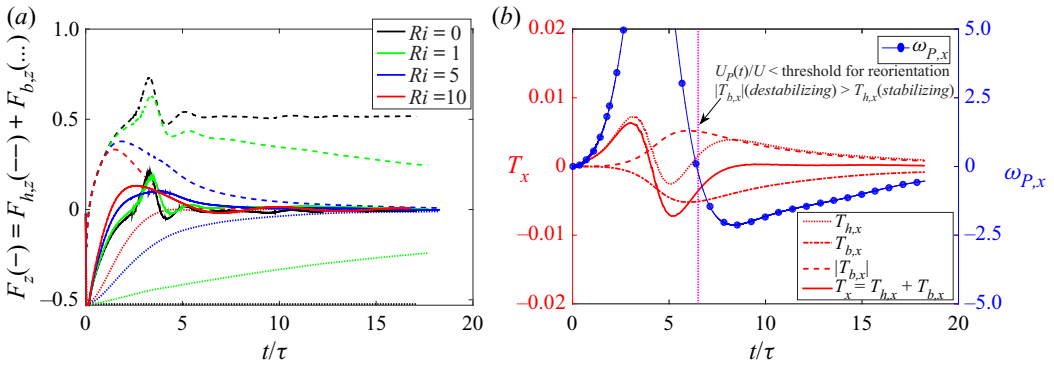 (a)
F_z(−) = F_{h,z}(−−) + F_{b,z}(...)
1.0
0.5
0
−0.5
Ri = 0
Ri = 1
Ri = 5
Ri = 10
0
5
10
15
20
t/τ
(b)
T_x
0.02
0.01
0
−0.01
−0.02
ω_{P,x}
U_P(t)/U < threshold for reorientation
|T_{b,x}|(destabilizing) > T_{h,x}(stabilizing)
T_{h,x}
T_{b,x}
|T_{b,x}|
T_x = T_{h,x} + T_{b,x}
5.0
2.5
0
−2.5
−5.0
ω_{P,x}
0
5
10
15
20
t/τ